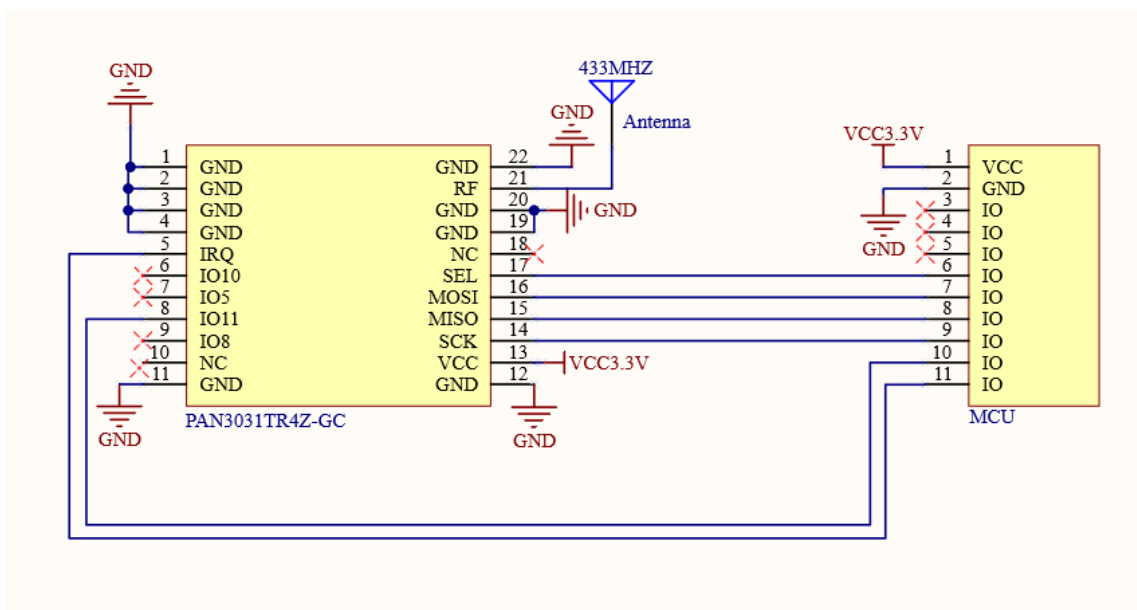 433MHZ
Antenna
GND
GND
VCC3.3V
1 GND
2 GND
3 GND
4 GND
5 IRQ
6 IO10
7 IO5
8 IO11
9 IO8
10 NC
11 GND
GND 22
RF 21
GND 20
GND 19
NC 18
SEL 17
MOSI 16
MISO 15
SCK 14
VCC 13
GND 12
GND
VCC3.3V
GND
GND
PAN3031TR4Z-GC
1 VCC
2 GND
3 IO
4 IO
5 IO
6 IO
7 IO
8 IO
9 IO
10 IO
11 IO
GND
MCU